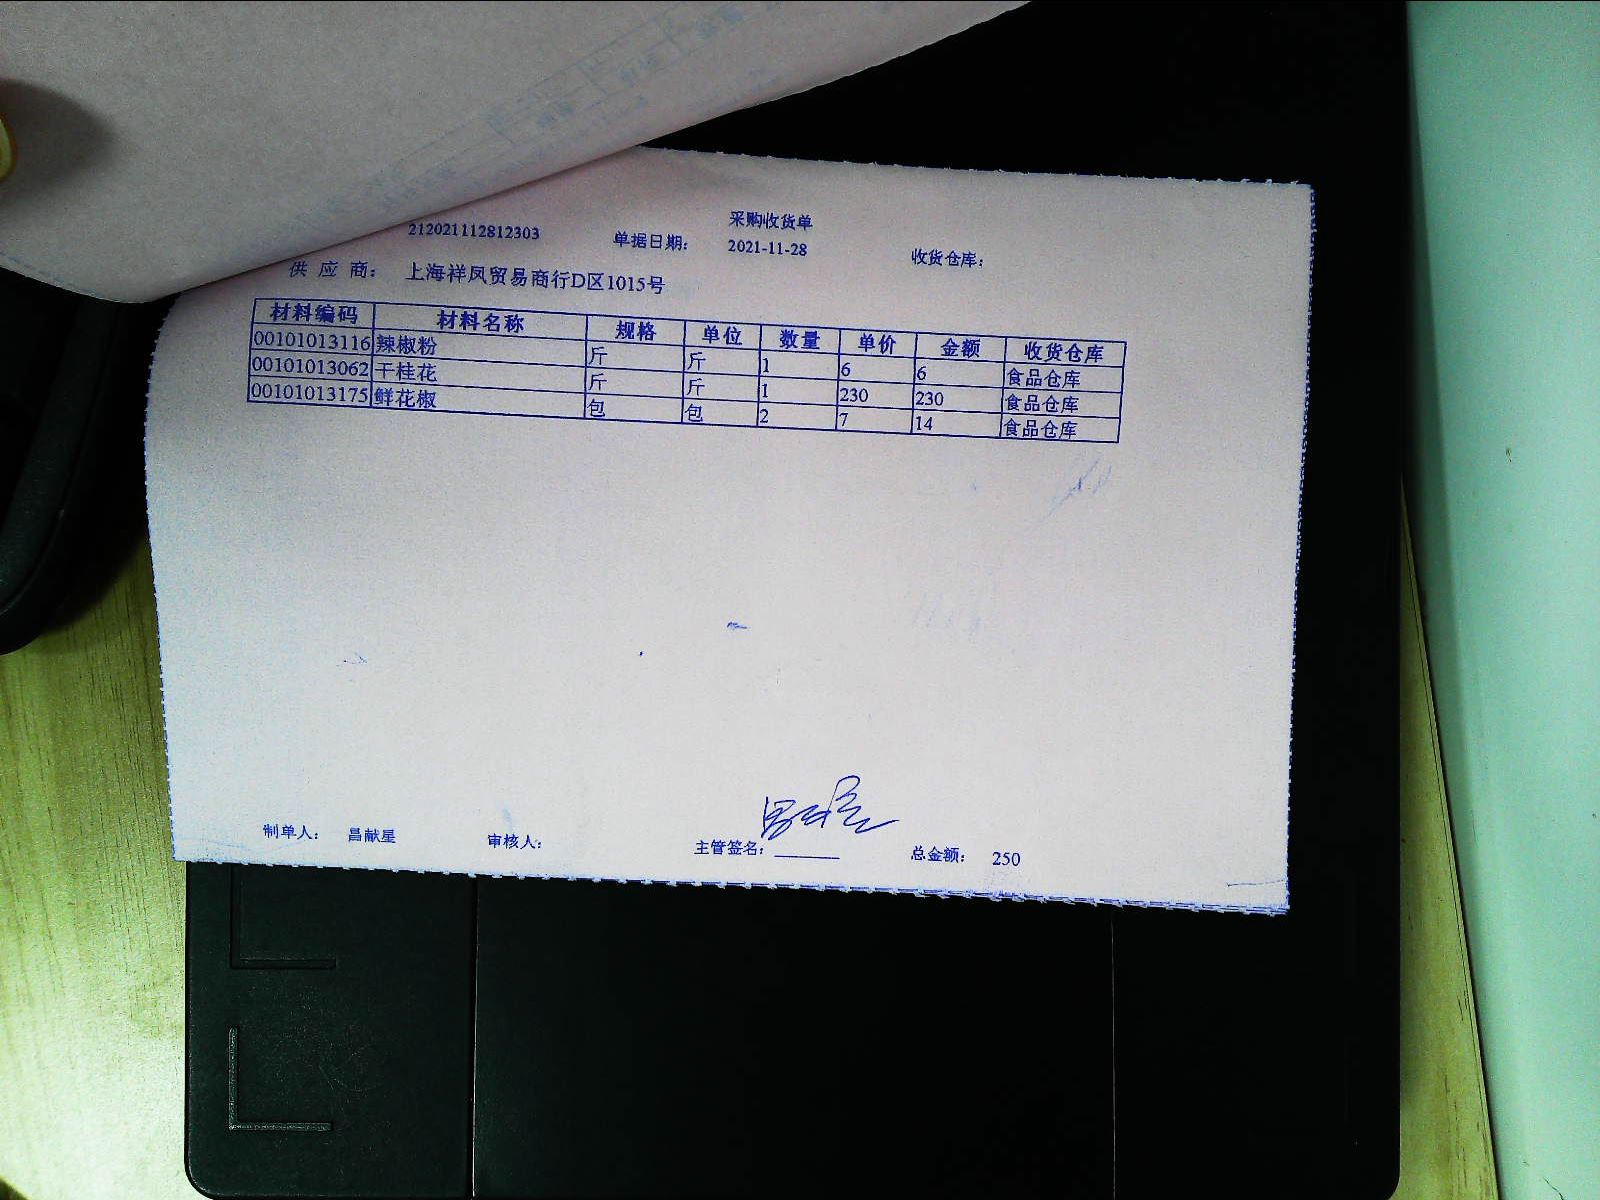 采购收货单
212021112812303 单据日期： 2021-11-28 收货仓库：
供 应 商： 上海祥凤贸易商行D区1015号
材料编码 材料名称 规格 单位 数量 单价 金额 收货仓库
00101013116 辣椒粉 斤 斤 1 6 6 食品仓库
00101013062 干桂花 斤 斤 1 230 230 食品仓库
00101013175 鲜花椒 包 包 2 7 14 食品仓库
制单人： 昌献星 审核人： 主管签名：________ 总金额： 250